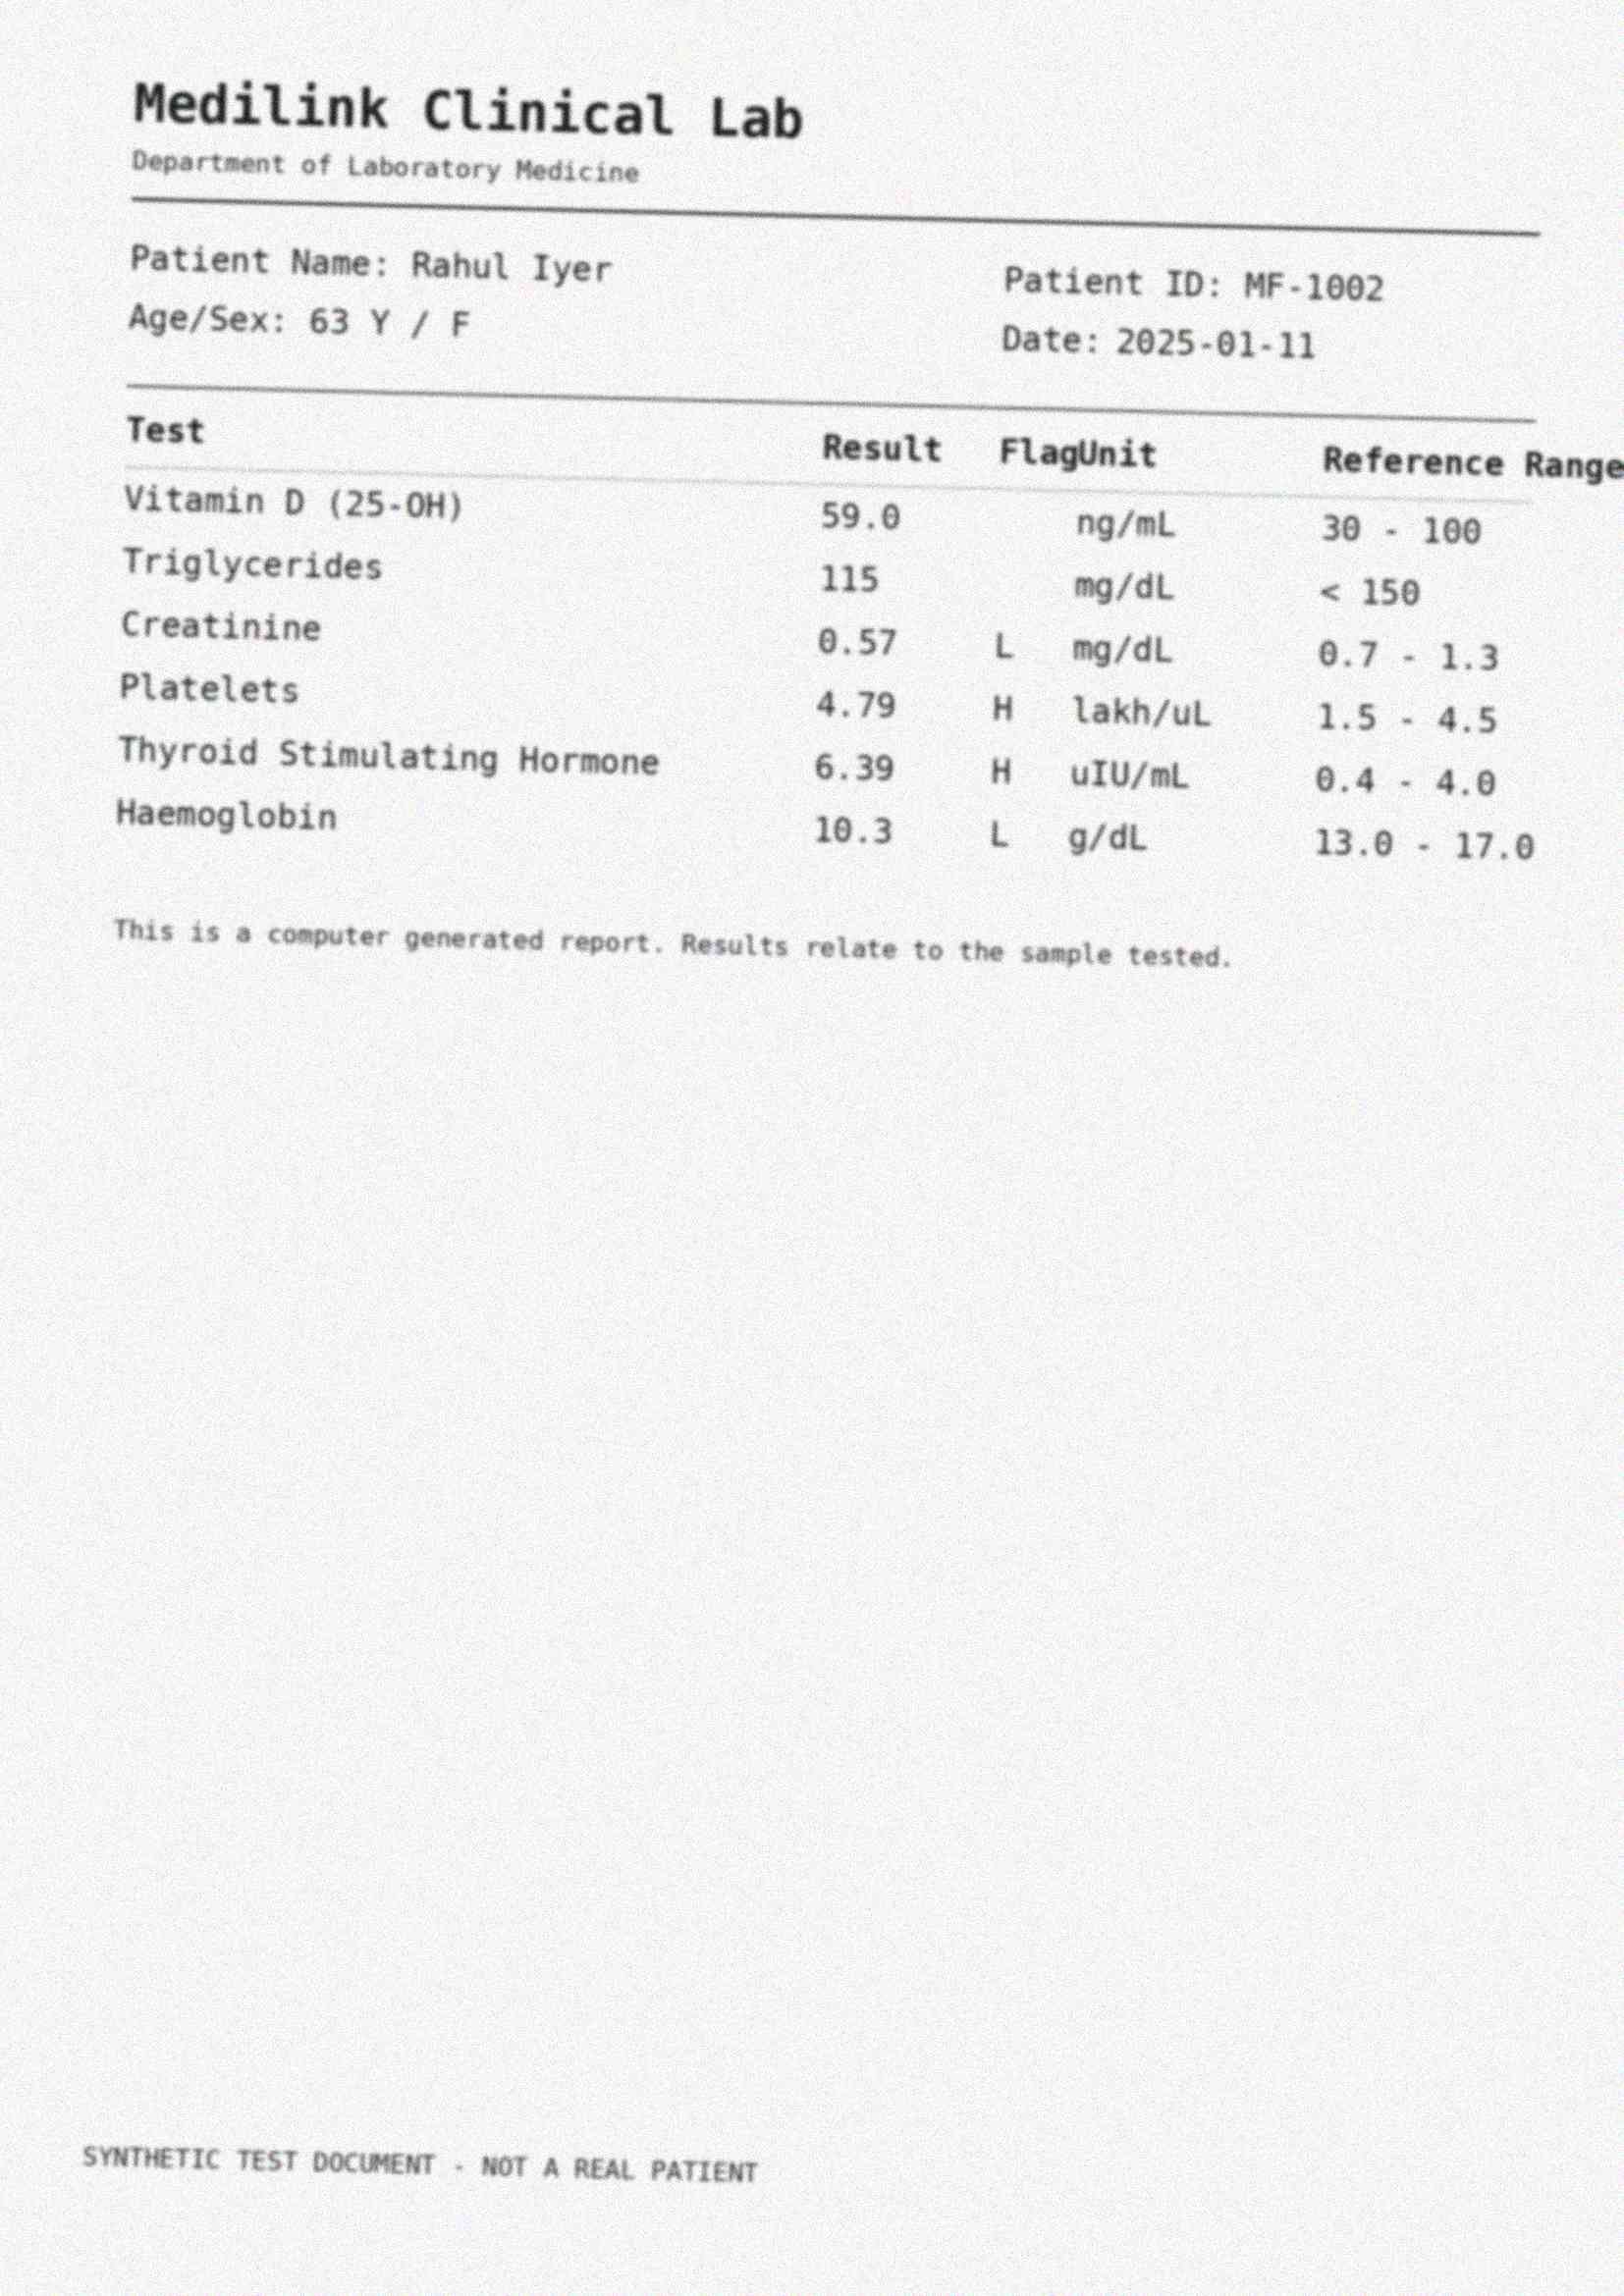 Medilink Clinical Lab
Department of Laboratory Medicine
Patient Name: Rahul Iyer Patient ID: MF-1002
Age/Sex: 63 Y / F Date: 2025-01-11
Test Result Flag Unit Reference Range
Vitamin D (25-OH) 59.0 ng/mL 30 - 100
Triglycerides 115 mg/dL < 150
Creatinine 0.57 L mg/dL 0.7 - 1.3
Platelets 4.79 H lakh/uL 1.5 - 4.5
Thyroid Stimulating Hormone 6.39 H uIU/mL 0.4 - 4.0
Haemoglobin 10.3 L g/dL 13.0 - 17.0
This is a computer generated report. Results relate to the sample tested.
SYNTHETIC TEST DOCUMENT - NOT A REAL PATIENT